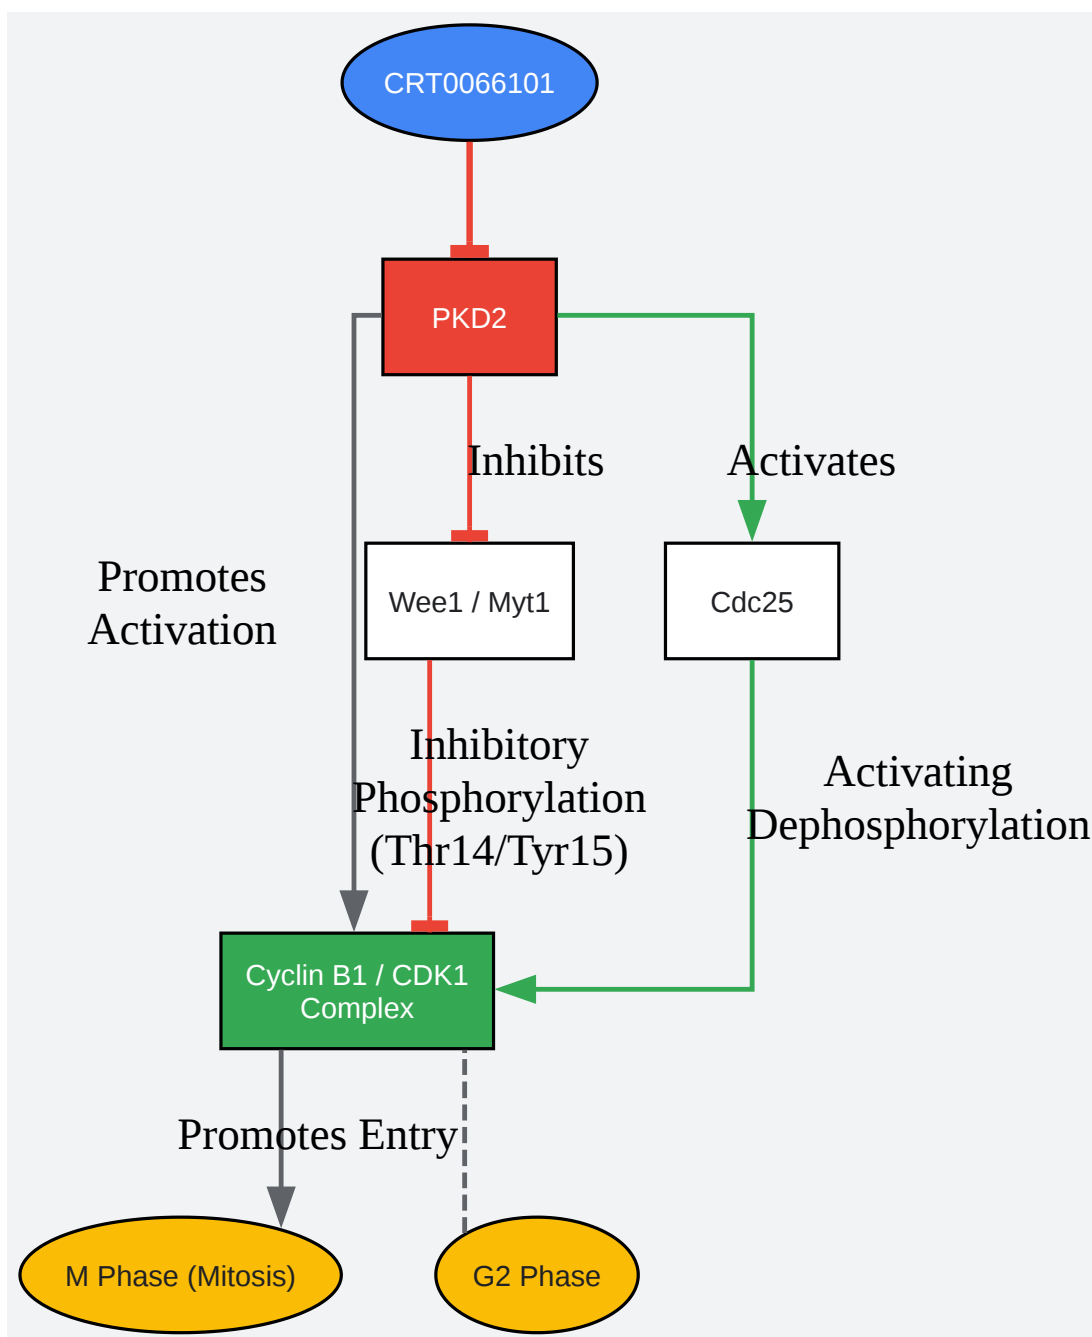 CRT0066101
PKD2
Inhibits
Activates
Promotes
Activation
Wee1 / Myt1
Cdc25
Inhibitory
Phosphorylation
(Thr14/Tyr15)
Activating
Dephosphorylation
Cyclin B1 / CDK1
Complex
Promotes Entry
M Phase (Mitosis)
G2 Phase